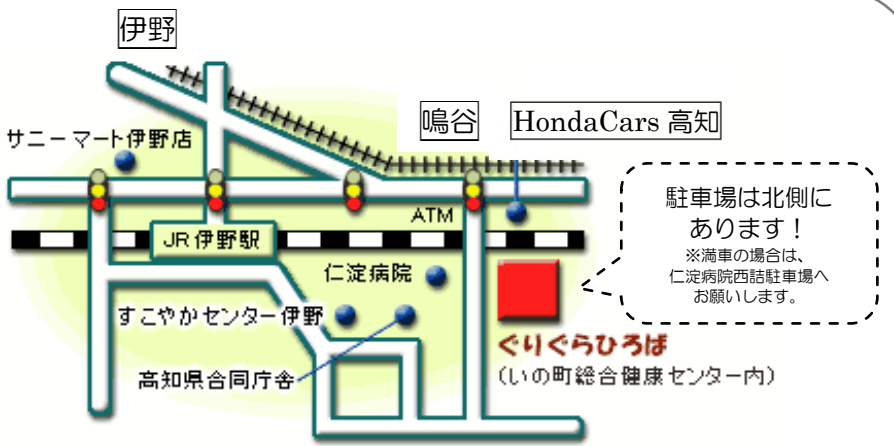 伊野
鳴谷
HondaCars 高知
サニーマート伊野店
ATM
駐車場は北側に
あります！
※満車の場合は、
仁淀病院西詰駐車場へ
お願いします。
JR伊野駅
仁淀病院
すこやかセンター伊野
高知県合同庁舎
ぐりぐらひろば
（いの町総合健康センター内）